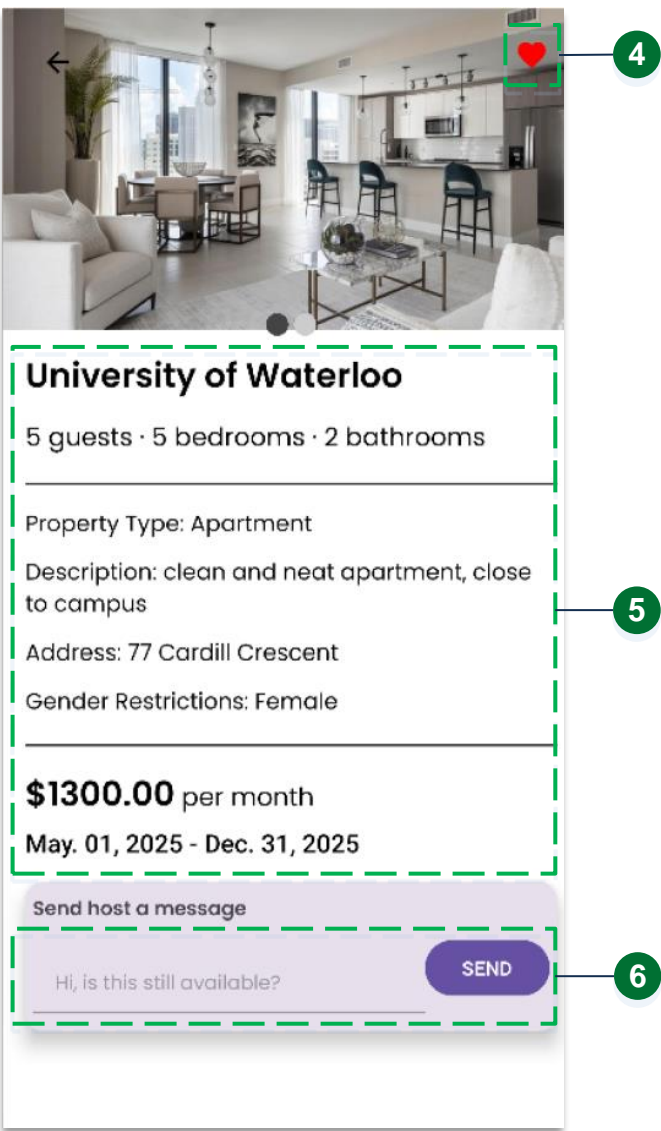 4
University of Waterloo
5 guests · 5 bedrooms · 2 bathrooms
Property Type: Apartment
Description: clean and neat apartment, close
to campus
5
Address: 77 Cardill Crescent
Gender Restrictions: Female
$1300.00 per month
May. 01, 2025 - Dec. 31, 2025
Send host a message
Hi, is this still available?
SEND
6